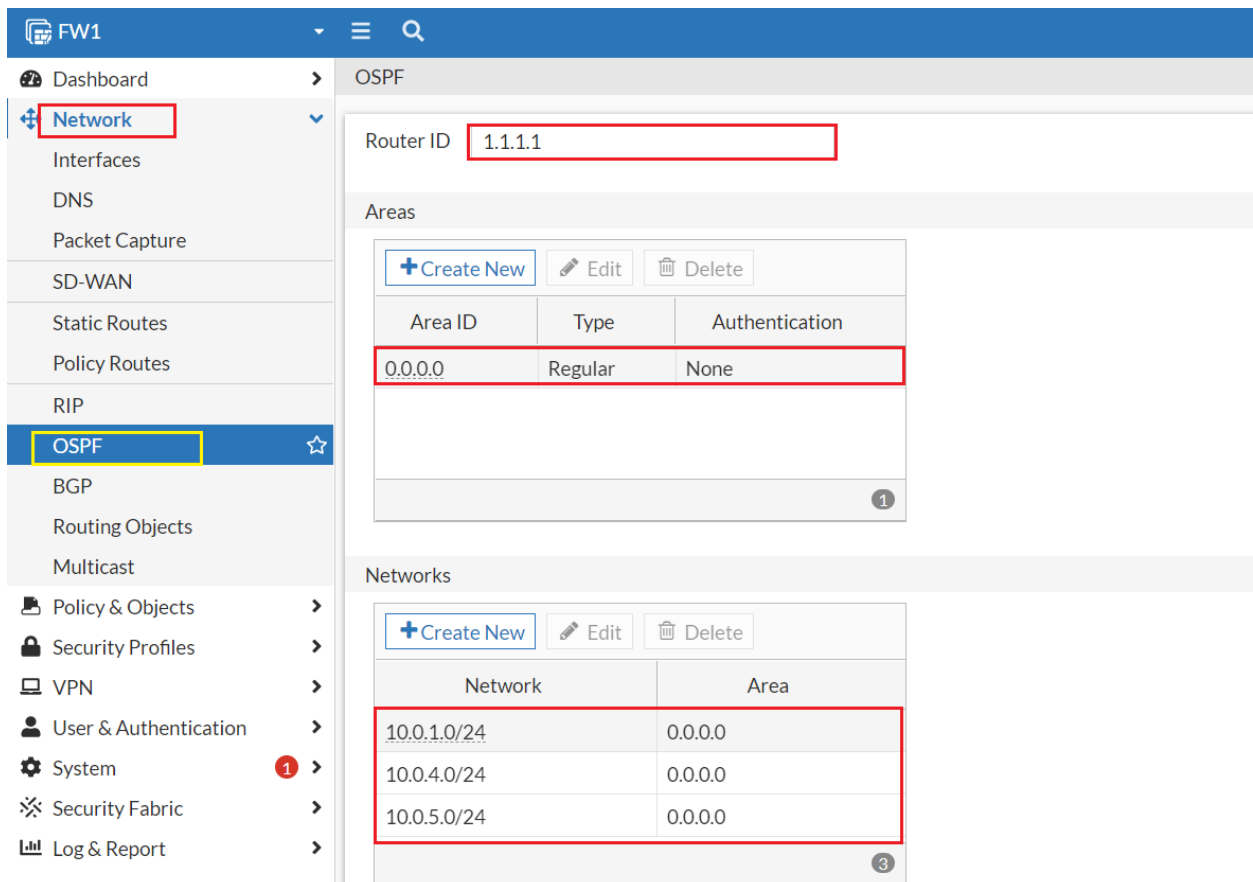 FW1
Dashboard
Network
Interfaces
DNS
Packet Capture
SD-WAN
Static Routes
Policy Routes
RIP
OSPF
BGP
Routing Objects
Multicast
Policy & Objects
Security Profiles
VPN
User & Authentication
System 1
Security Fabric
Log & Report
OSPF
Router ID 1.1.1.1
Areas
Create New Edit Delete
Area ID Type Authentication
0.0.0.0 Regular None
1
Networks
Create New Edit Delete
Network Area
10.0.1.0/24 0.0.0.0
10.0.4.0/24 0.0.0.0
10.0.5.0/24 0.0.0.0
3